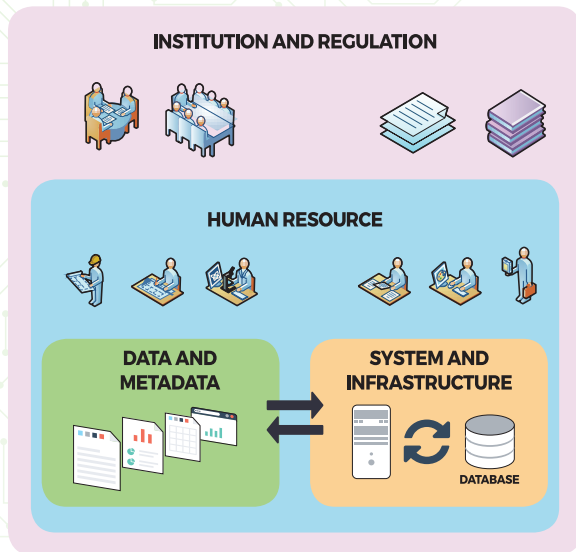 INSTITUTION AND REGULATION
HUMAN RESOURCE
DATA AND
METADATA
SYSTEM AND
INFRASTRUCTURE
DATABASE